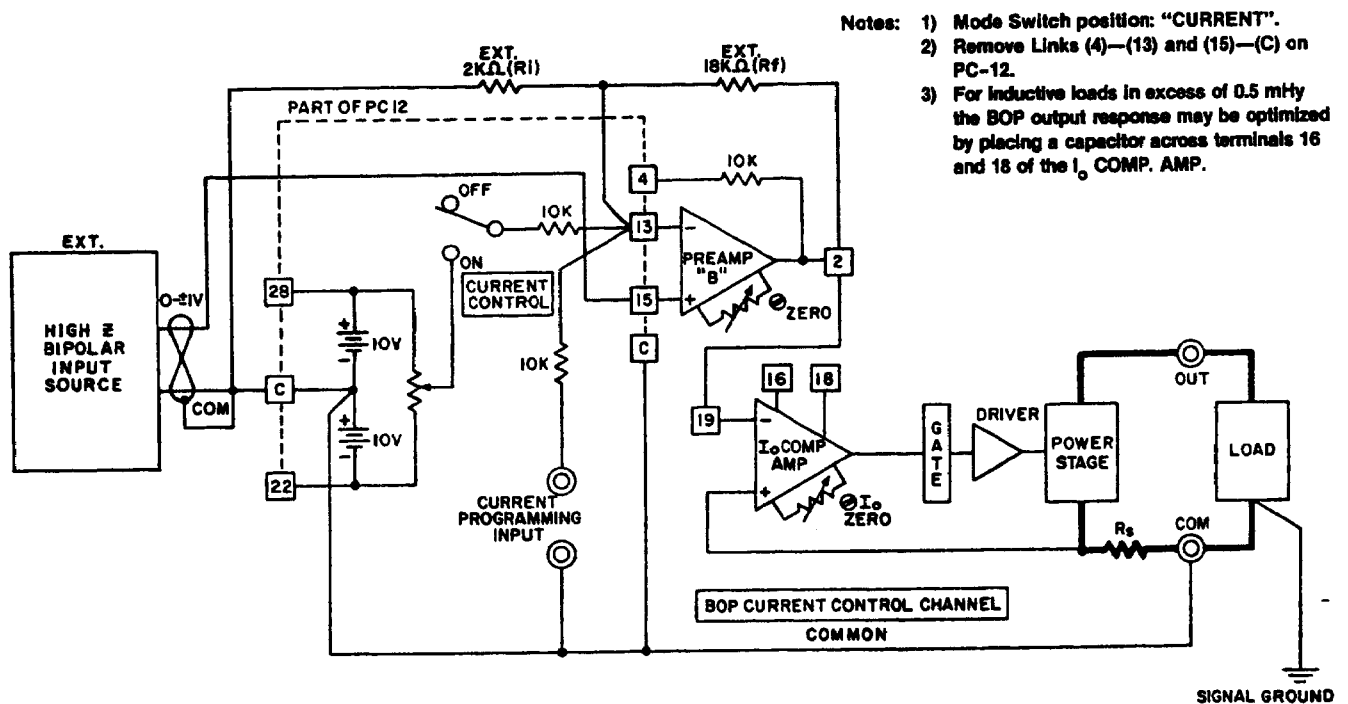 Notes: 1) Mode Switch position: “CURRENT”.
2) Remove Links (4)—(13) and (15)—(C) on
PC-12.
3) For inductive loads in excess of 0.5 mHy
the BOP output response may be optimized
by placing a capacitor across terminals 16
and 18 of the Io COMP. AMP.
EXT.
2KΩ(Ri)
EXT.
18KΩ(Rf)
PART OF PC12
4
10K
OFF
10K
13
-
PREAMP
"B"
2
ON
CURRENT
CONTROL
15
+
ZERO
EXT.
HIGH Z
BIPOLAR
INPUT
SOURCE
0-±1V
28
+
-
10V
10K
C
C
COM
+
-
10V
22
16
18
19
-
Io COMP
AMP
+
Io
ZERO
GATE
DRIVER
POWER
STAGE
OUT
LOAD
COM
Rs
CURRENT
PROGRAMMING
INPUT
BOP CURRENT CONTROL CHANNEL
COMMON
SIGNAL GROUND